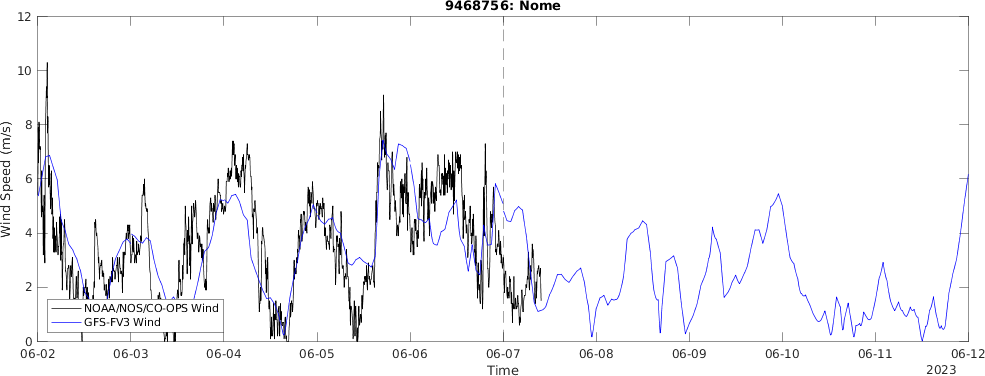 9468756: Nome
12
10
8
6
4
2
0
Wind Speed (m/s)
NOAA/NOS/CO-OPS Wind
GFS-FV3 Wind
06-02 06-03 06-04 06-05 06-06 06-07 06-08 06-09 06-10 06-11 06-12
Time
2023